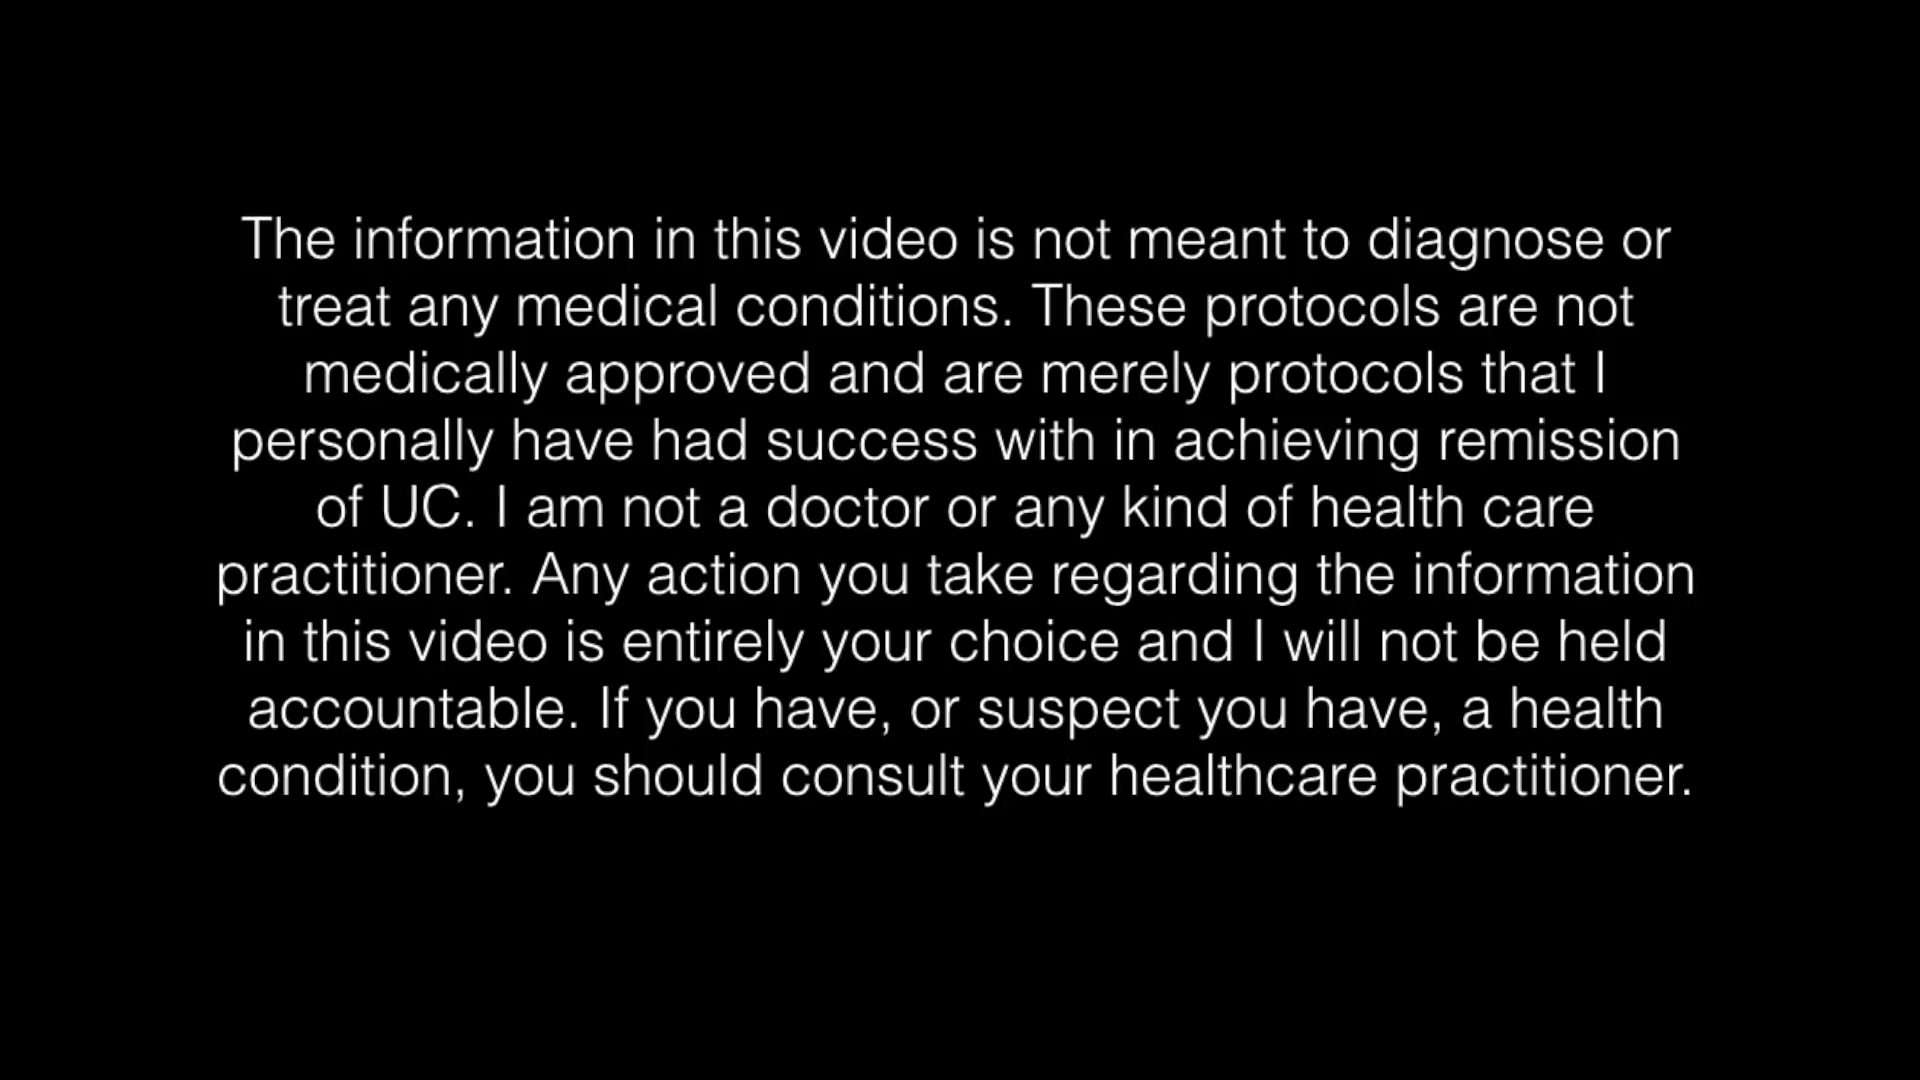 The information in this video is not meant to diagnose or
treat any medical conditions. These protocols are not
medically approved and are merely protocols that I
personally have had success with in achieving remission
of UC. I am not a doctor or any kind of health care
practitioner. Any action you take regarding the information
in this video is entirely your choice and I will not be held
accountable. If you have, or suspect you have, a health
condition, you should consult your healthcare practitioner.